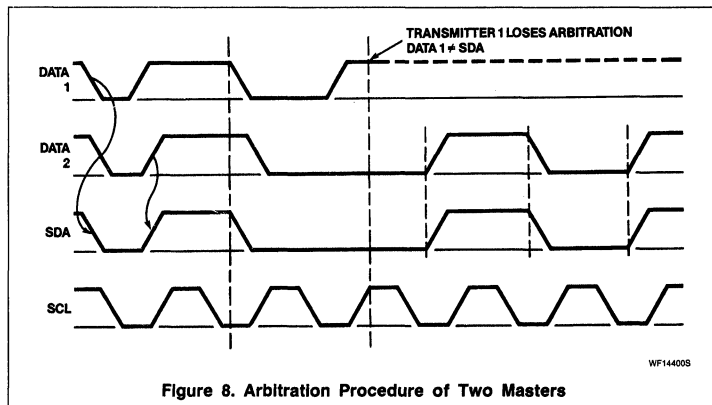 TRANSMITTER 1 LOSES ARBITRATION
DATA 1 ≠ SDA
DATA
1
DATA
2
SDA
SCL
WF14400S
Figure 8. Arbitration Procedure of Two Masters